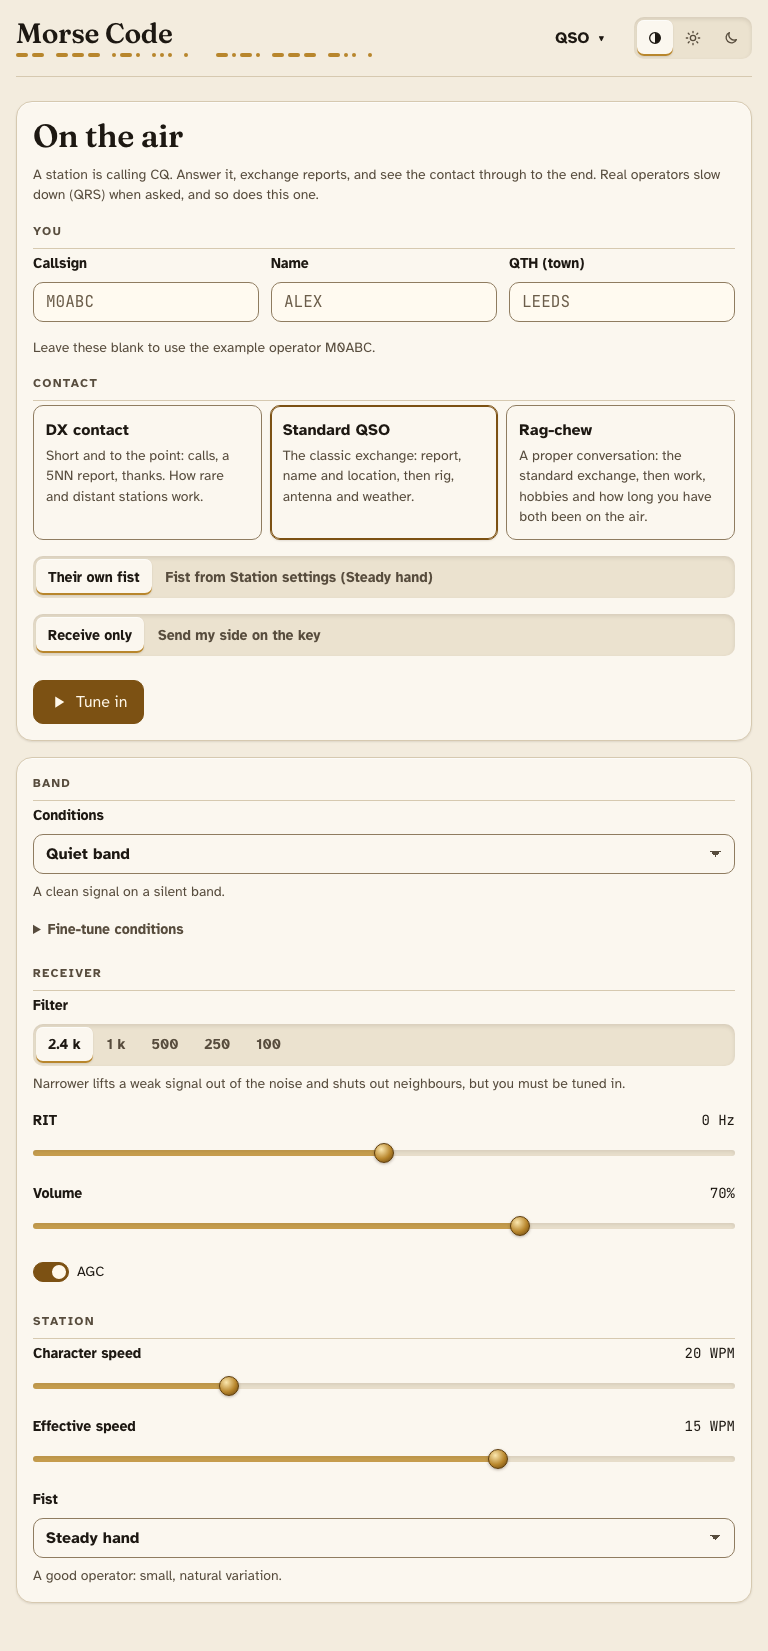 Morse Code
QSO ▼
On the air
A station is calling CQ. Answer it, exchange reports, and see the contact through to the end. Real operators slow
down (QRS) when asked, and so does this one.
YOU
Callsign Name QTH (town)
M0ABC ALEX LEEDS
Leave these blank to use the example operator M0ABC.
CONTACT
DX contact
Short and to the point: calls, a
5NN report, thanks. How rare
and distant stations work.
Standard QSO
The classic exchange: report,
name and location, then rig,
antenna and weather.
Rag-chew
A proper conversation: the
standard exchange, then work,
hobbies and how long you have
both been on the air.
Their own fist Fist from Station settings (Steady hand)
Receive only Send my side on the key
Tune in
BAND
Conditions
Quiet band
A clean signal on a silent band.
Fine-tune conditions
RECEIVER
Filter
2.4 k 1 k 500 250 100
Narrower lifts a weak signal out of the noise and shuts out neighbours, but you must be tuned in.
RIT 0 Hz
Volume 70%
AGC
STATION
Character speed 20 WPM
Effective speed 15 WPM
Fist
Steady hand
A good operator: small, natural variation.